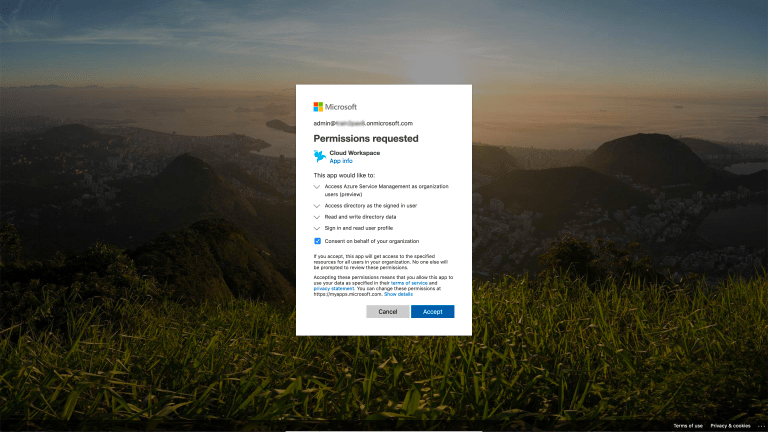 Microsoft
admin@ .onmicrosoft.com
Permissions requested
Cloud Workspace
App info
This app would like to:
Access Azure Service Management as organization
users (preview)
Access directory as the signed in user
Read and write directory data
Sign in and read user profile
Consent on behalf of your organization
If you accept, this app will get access to the specified
resources for all users in your organization. No one else will
be prompted to review these permissions.
Accepting these permissions means that you allow this app to
use your data as specified in their terms of service and
privacy statement. You can change these permissions at
https://myapps.microsoft.com. Show details
Cancel
Accept
Terms of use
Privacy & cookies
...